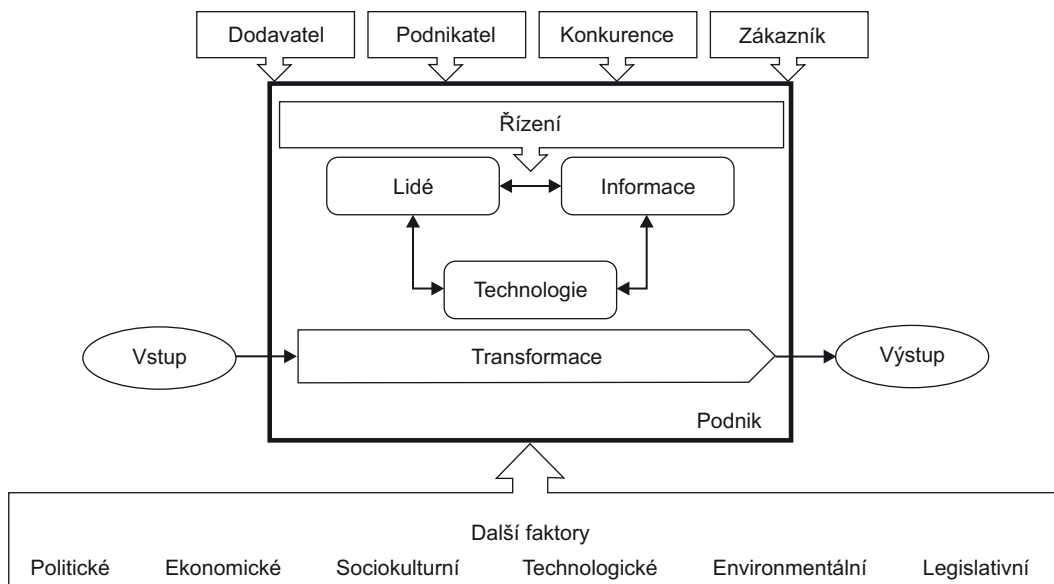 Dodavatel Podnikatel Konkurence Zákazník
Řízení
Lidé Informace
Technologie
Vstup Transformace Výstup
Podnik
Další faktory
Politické Ekonomické Sociokulturní Technologické Environmentální Legislativní